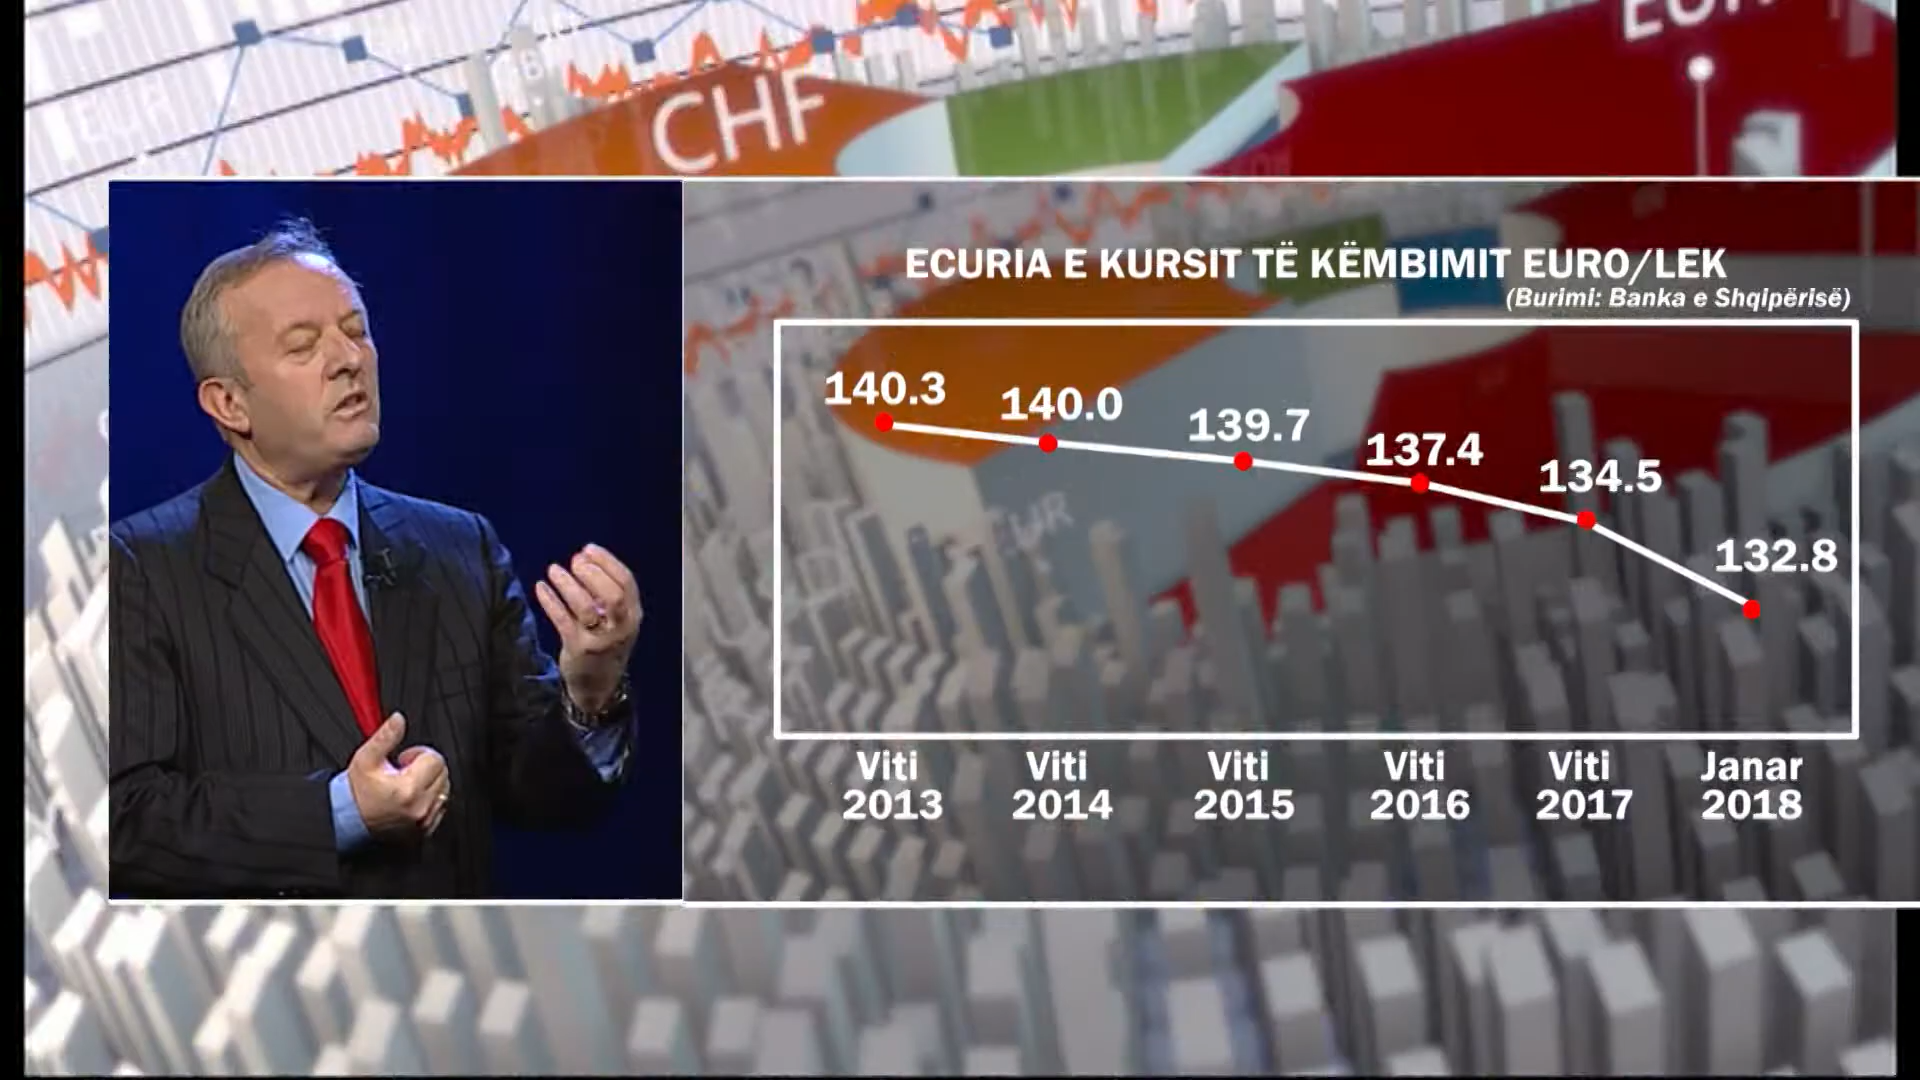 CHF
ECURIA E KURSIT TË KËMBIMIT EURO/LEK
(Burimi: Banka e Shqipërisë)
140.3
140.0
139.7
137.4
134.5
132.8
EUR
Viti 2013
Viti 2014
Viti 2015
Viti 2016
Viti 2017
Janar 2018